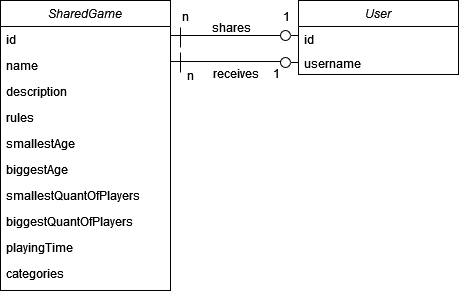 SharedGame
id
name
description
rules
smallestAge
biggestAge
smallestQuantOfPlayers
biggestQuantOfPlayers
playingTime
categories
n 1
shares
n receives 1
User
id
username